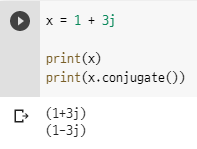 x = 1 + 3j
print(x)
print(x.conjugate())
(1+3j)
(1-3j)